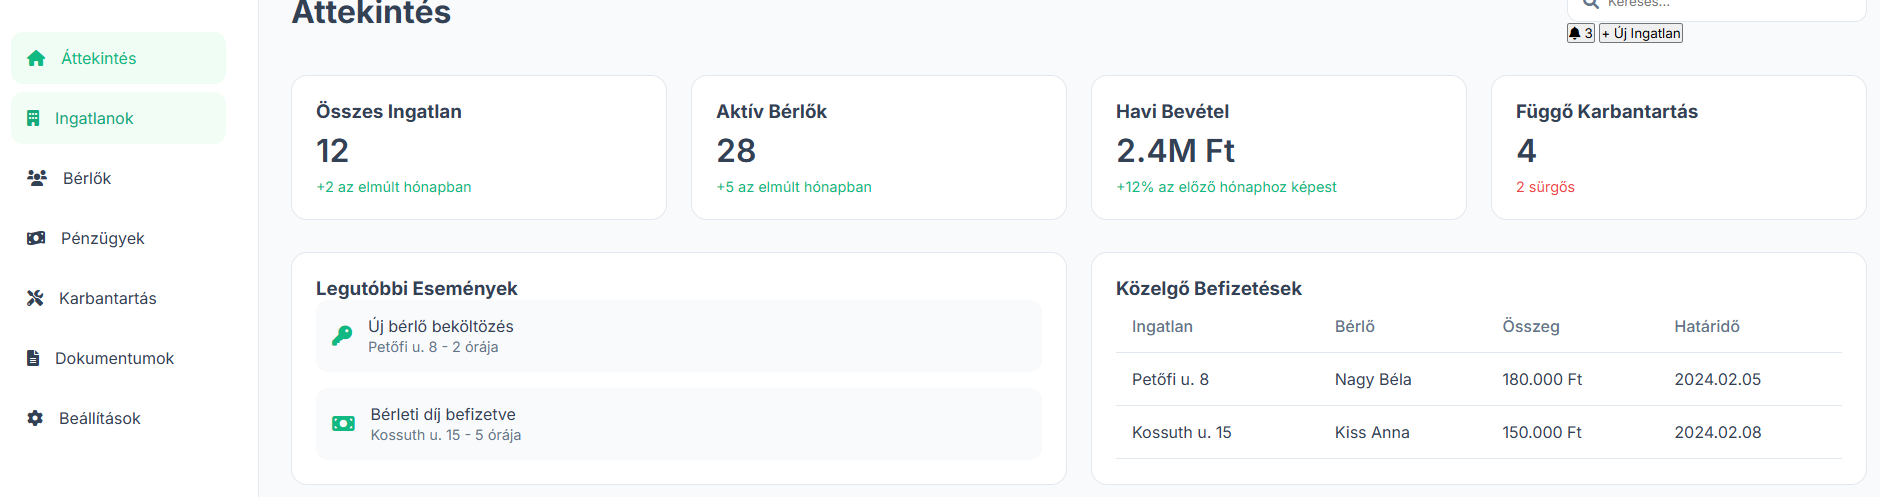 Áttekintés
Ingatlanok
Bérlők
Pénzügyek
Karbantartás
Dokumentumok
Beállítások
Áttekintés
Keresés...
3
+ Új Ingatlan
Összes Ingatlan
12
+2 az elmúlt hónapban
Aktív Bérlők
28
+5 az elmúlt hónapban
Havi Bevétel
2.4M Ft
+12% az előző hónaphoz képest
Függő Karbantartás
4
2 sürgős
Legutóbbi Események
Új bérlő beköltözés
Petőfi u. 8 - 2 órája
Bérleti díj befizetve
Kossuth u. 15 - 5 órája
Közelgő Befizetések
Ingatlan Bérlő Összeg Határidő
Petőfi u. 8 Nagy Béla 180.000 Ft 2024.02.05
Kossuth u. 15 Kiss Anna 150.000 Ft 2024.02.08